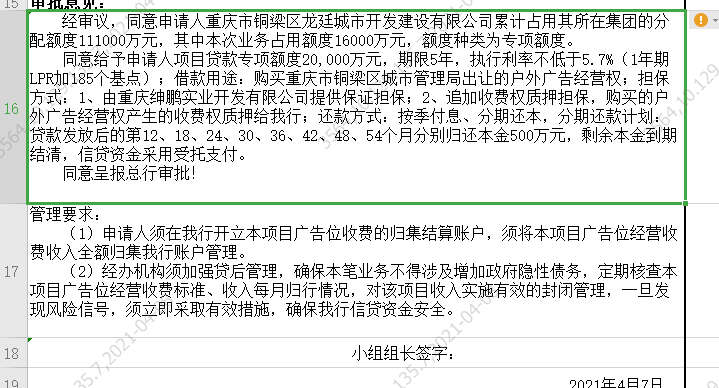 15 审批意见：
经审议，同意申请人重庆市铜梁区龙廷城市开发建设有限公司累计占用其所在集团的分
配额度111000万元，其中本次业务占用额度16000万元，额度种类为专项额度。
同意给予申请人项目贷款专项额度20,000万元，期限5年，执行利率不低于5.7%（1年期
LPR加185个基点）；借款用途：购买重庆市铜梁区城市管理局出让的户外广告经营权；担保
16 方式：1、由重庆绅鹏实业开发有限公司提供保证担保；2、追加收费权质押担保，购买的户
外广告经营权产生的收费权质押给我行；还款方式：按季付息、分期还本，分期还款计划：
贷款发放后的第12、18、24、30、36、42、48、54个月分别归还本金500万元，剩余本金到期
结清，信贷资金采用受托支付。
同意呈报总行审批！
管理要求：
（1）申请人须在我行开立本项目广告位收费的归集结算账户，须将本项目广告位经营收
费收入全额归集我行账户管理。
17 （2）经办机构须加强贷后管理，确保本笔业务不得涉及增加政府隐性债务，定期核查本
项目广告位经营收费标准、收入每月归行情况，对该项目收入实施有效的封闭管理，一旦发
现风险信号，须立即采取有效措施，确保我行信贷资金安全。
18 小组组长签字：
19 2021年4月7日